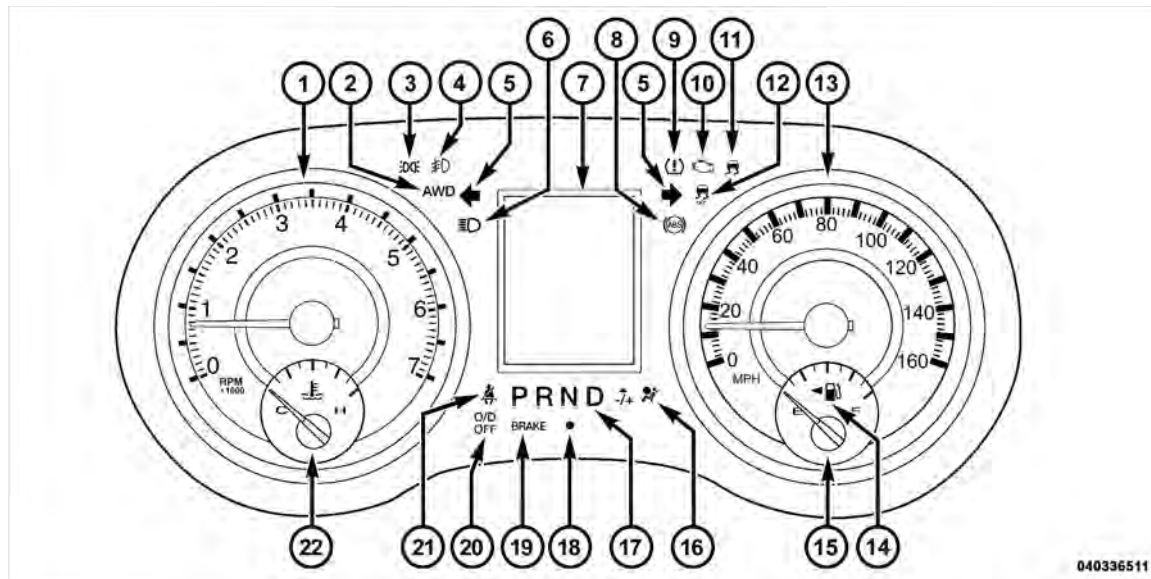 6 8 9 11
1 2 3 4 5 7 5 10 12 13
AWD
ABS
0 1 2 3 4 5 6 7
RPM
x1000
C H
0 20 40 60 80 100 120 140 160
MPH
E F
PRND -/+
O/D
OFF
BRAKE
22 21 20 19 18 17 16 15 14
040336511